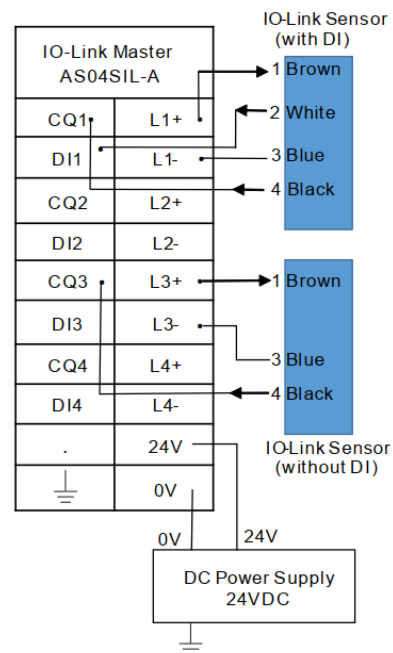 IO-Link Sensor
(with DI)
IO-Link Master
AS04SIL-A
1 Brown
CQ1 L1+
2 White
DI1 L1-
3 Blue
4 Black
CQ2 L2+
DI2 L2-
CQ3 L3+
1 Brown
DI3 L3-
3 Blue
CQ4 L4+
4 Black
DI4 L4-
. 24V
IO-Link Sensor
(without DI)
0V
0V 24V
DC Power Supply
24VDC